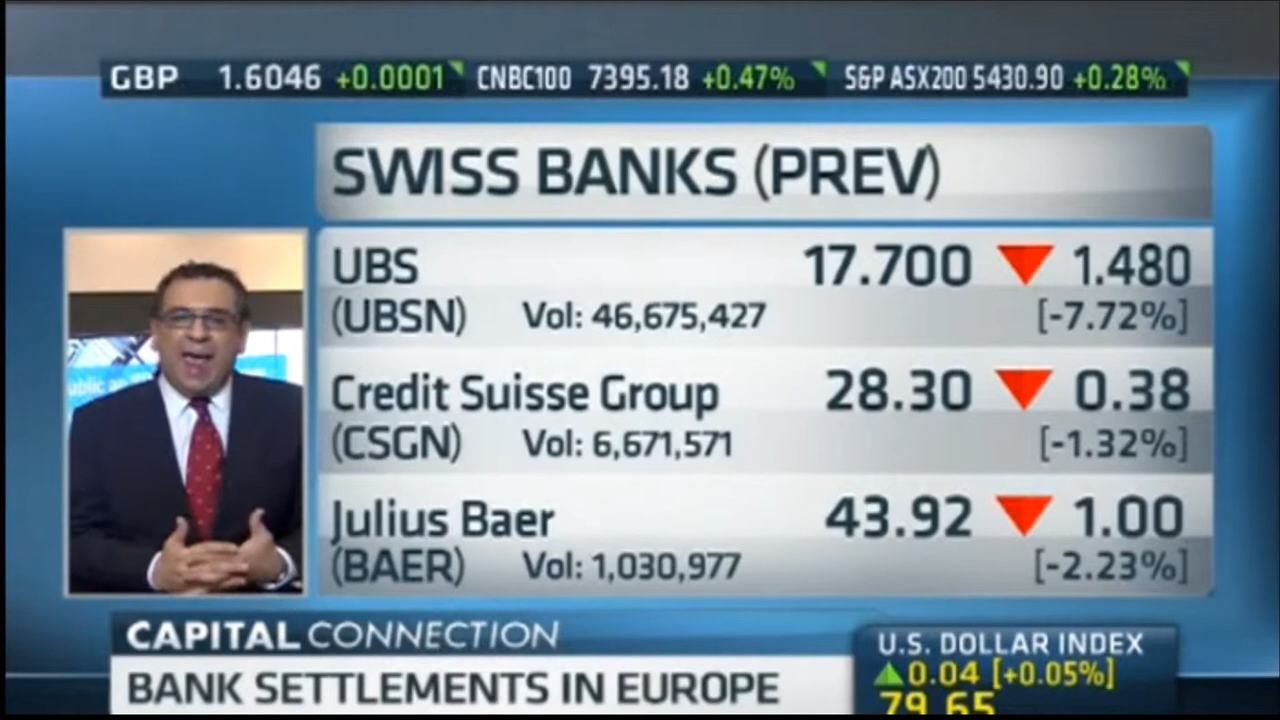 GBP 1.6046 +0.0001 CNBC100 7395.18 +0.47% S&P ASX200 5430.90 +0.28%
SWISS BANKS (PREV)
UBS 17.700 1.480
(UBSN) Vol: 46,675,427 [-7.72%]
Credit Suisse Group 28.30 0.38
(CSGN) Vol: 6,671,571 [-1.32%]
Julius Baer 43.92 1.00
(BAER) Vol: 1,030,977 [-2.23%]
CAPITAL CONNECTION
BANK SETTLEMENTS IN EUROPE
U.S. DOLLAR INDEX
0.04 [+0.05%]
79.65